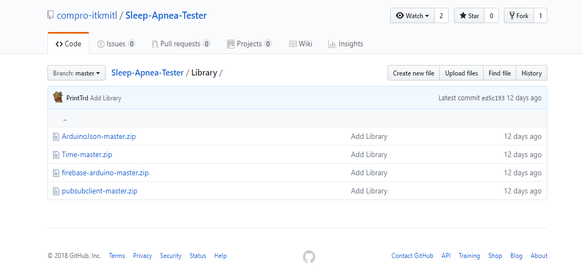 compro-itkmitl / Sleep-Apnea-Tester
Watch 2 Star 0 Fork 1
Code Issues 0 Pull requests 0 Projects 0 Wiki Insights
Branch: master Sleep-Apnea-Tester / Library / Create new file Upload files Find file History
PrintTrd Add Library Latest commit ed5c193 12 days ago
..
ArduinoJson-master.zip Add Library 12 days ago
Time-master.zip Add Library 12 days ago
firebase-arduino-master.zip Add Library 12 days ago
pubsubclient-master.zip Add Library 12 days ago
© 2018 GitHub, Inc. Terms Privacy Security Status Help Contact GitHub API Training Shop Blog About